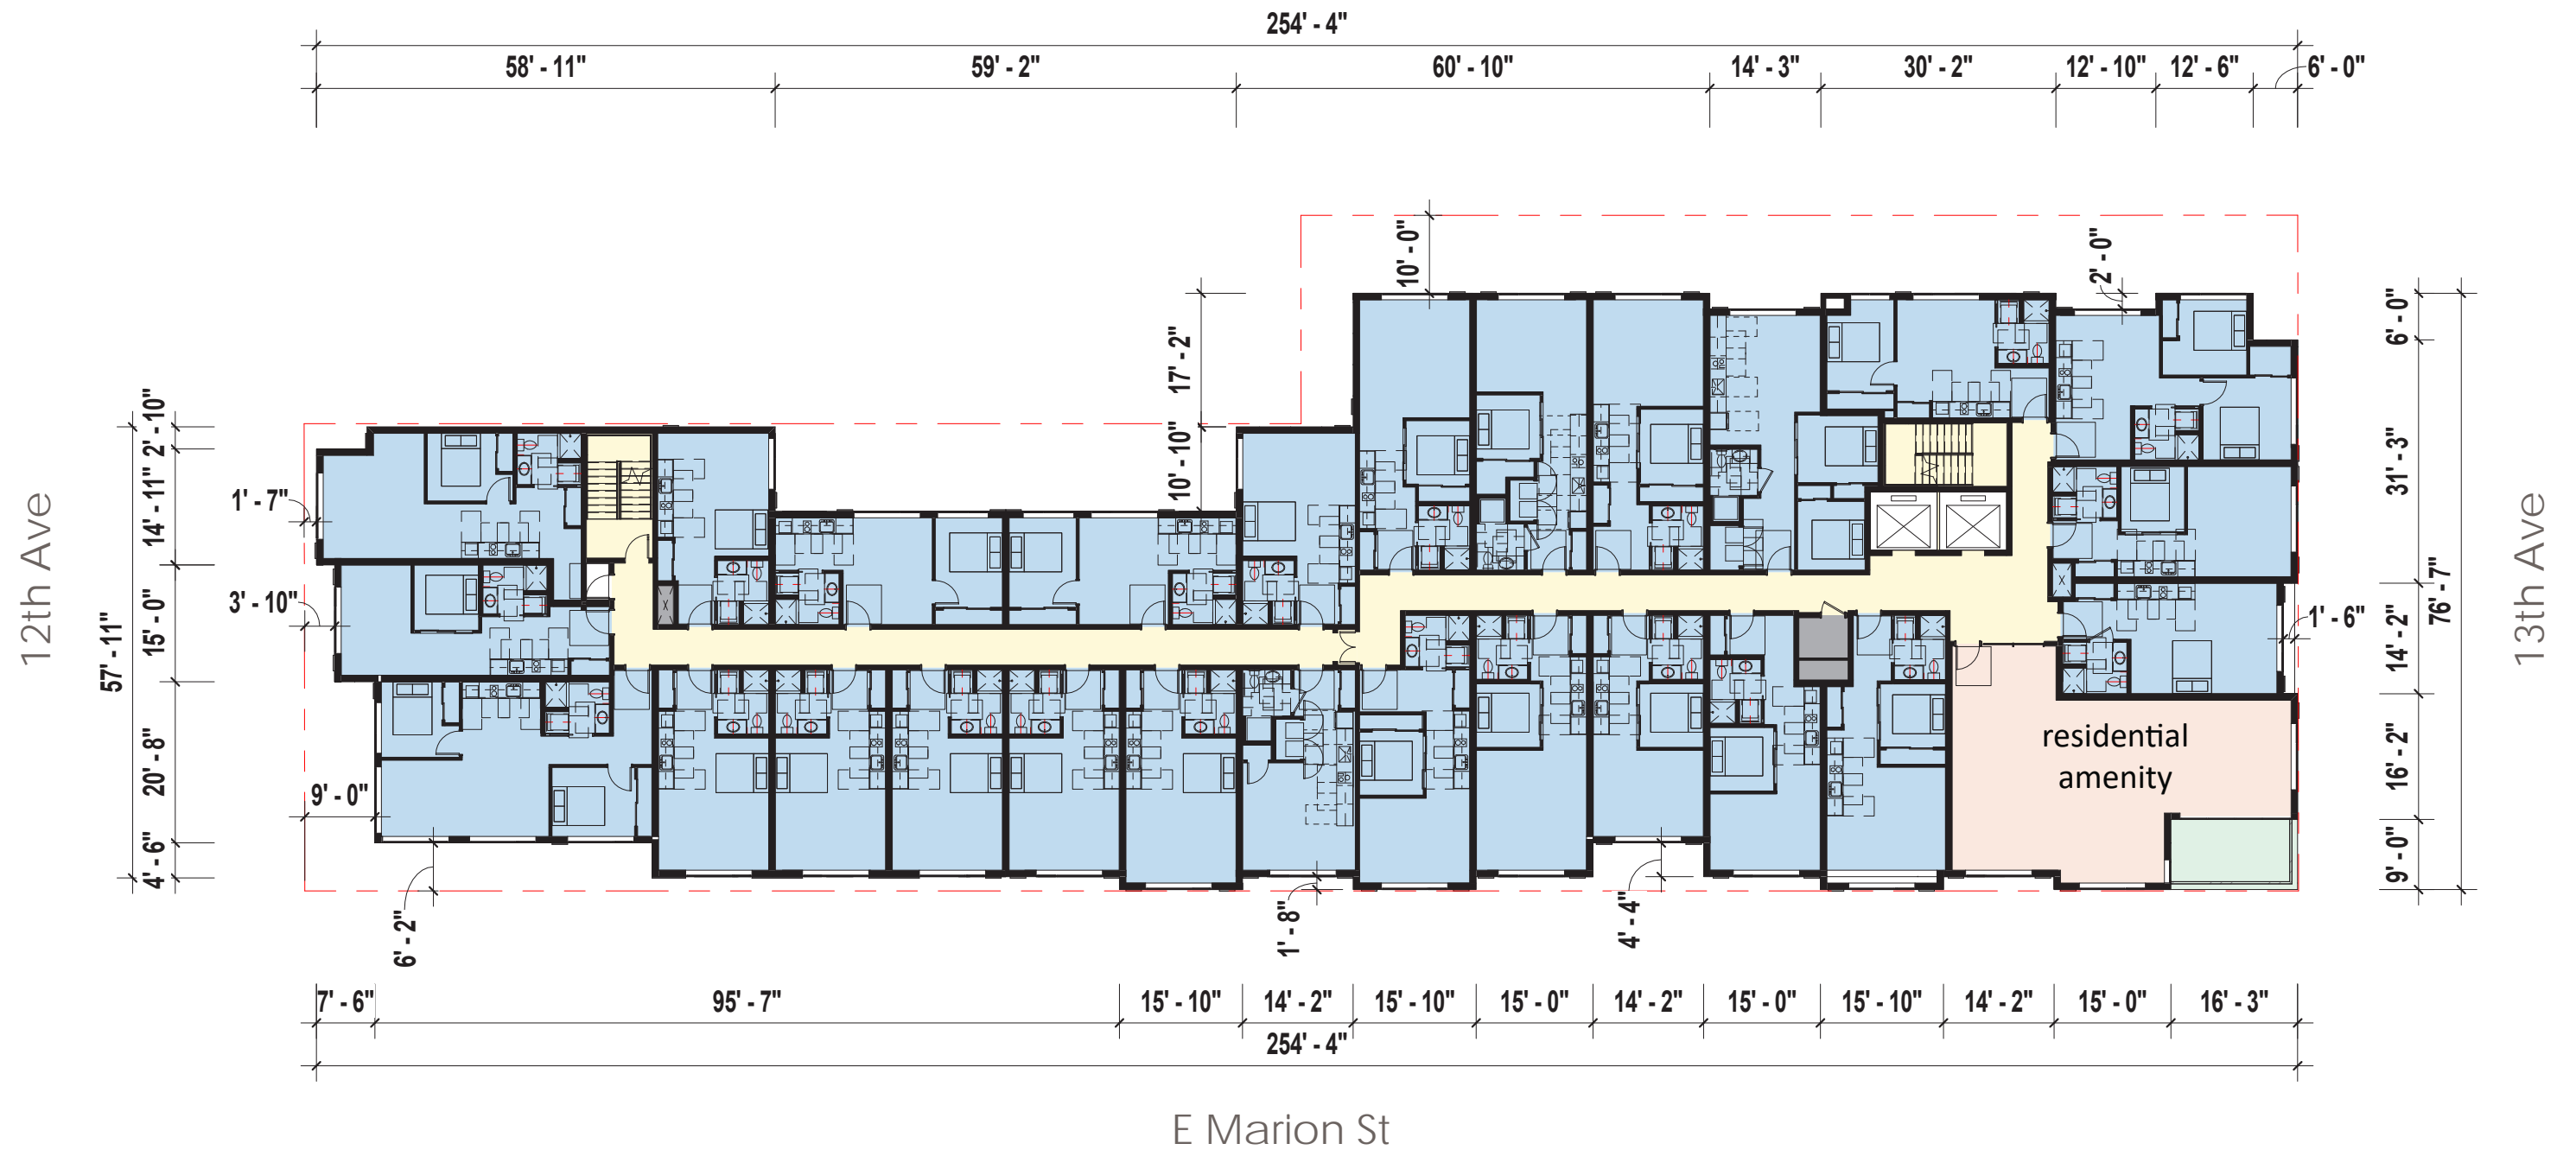 254' - 4"
58' - 11"
59' - 2"
60' - 10"
14' - 3"
30' - 2"
12' - 10"
12' - 6"
6' - 0"
10' - 0"
2' - 0"
17' - 2"
10' - 10"
6' - 0"
31' - 3"
14' - 2"
16' - 2"
9' - 0"
76' - 7"
1' - 6"
13th Ave
12th Ave
57' - 11"
2' - 10"
14' - 11"
15' - 0"
20' - 8"
4' - 6"
1' - 7"
3' - 10"
9' - 0"
residential
amenity
6' - 2"
1' - 8"
4' - 4"
7' - 6"
95' - 7"
15' - 10"
14' - 2"
15' - 10"
15' - 0"
14' - 2"
15' - 0"
15' - 10"
14' - 2"
15' - 0"
16' - 3"
254' - 4"
E Marion St